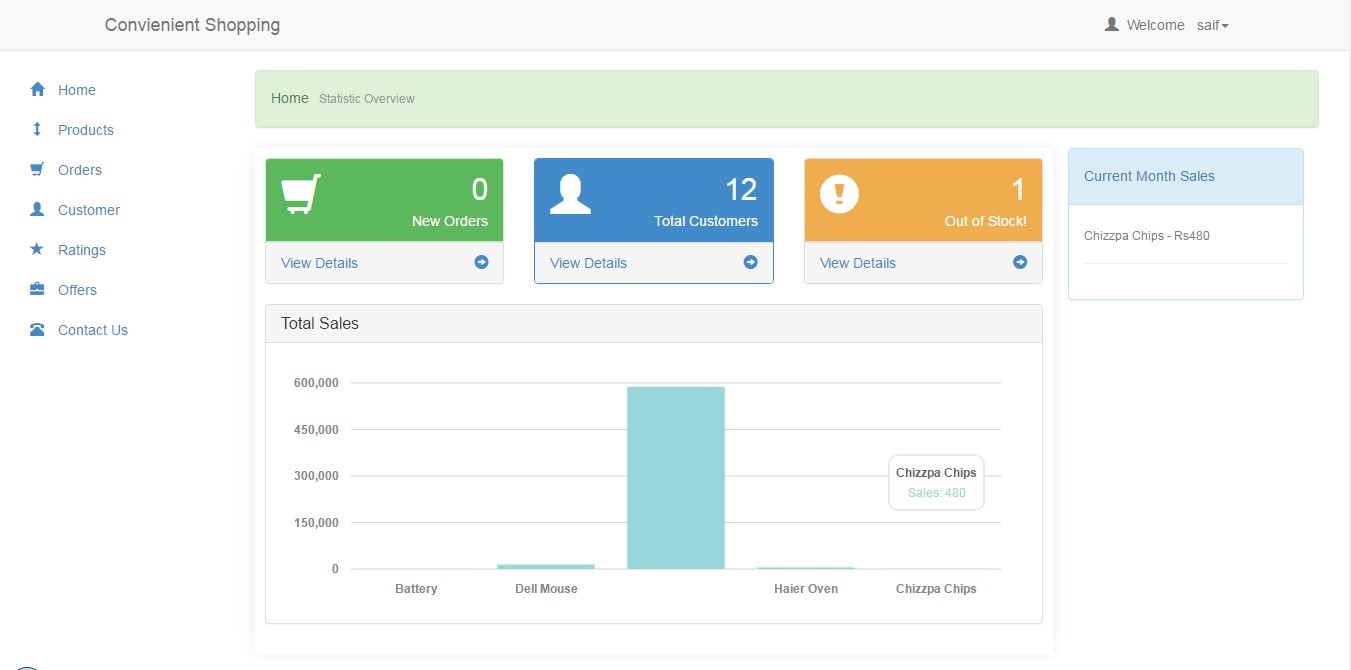 Convienient Shopping
Welcome saif
Home
Products
Orders
Customer
Ratings
Offers
Contact Us
Home Statistic Overview
0
New Orders
View Details
12
Total Customers
View Details
1
Out of Stock!
View Details
Current Month Sales
Chizzpa Chips - Rs480
Total Sales
600,000
450,000
300,000
150,000
0
Chizzpa Chips
Sales: 480
Battery
Dell Mouse
Haier Oven
Chizzpa Chips